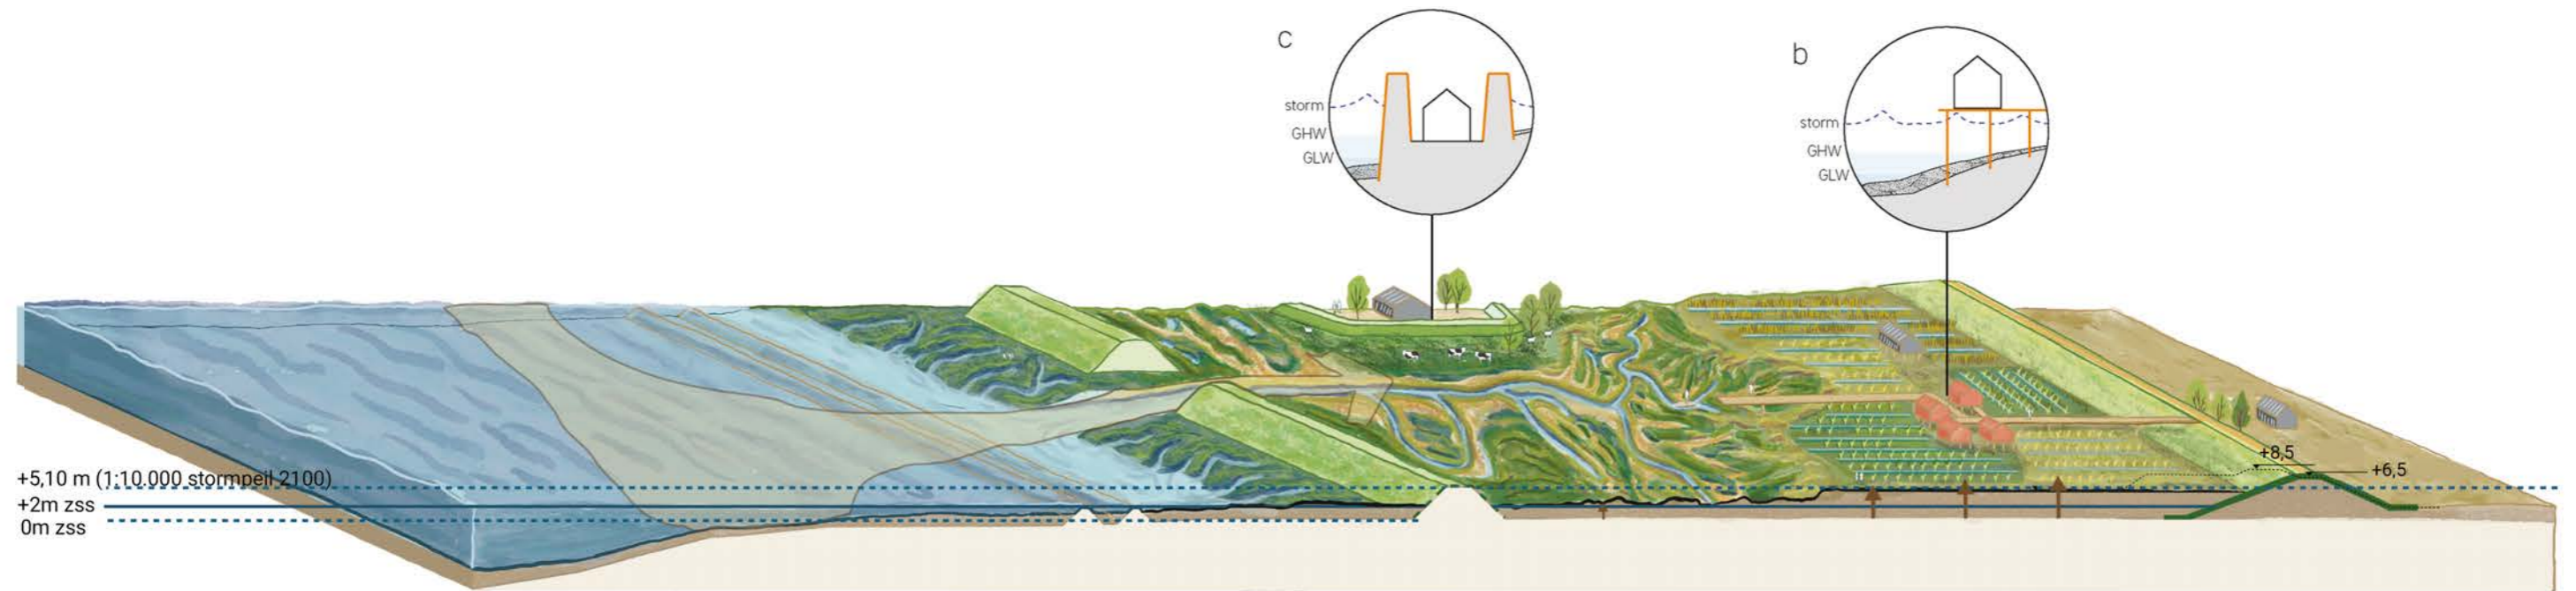 c
storm
GHW
GLW
b
storm
GHW
GLW
+5,10 m (1:10.000 stormpeil 2100)
+2m zss
0m zss
+8,5
+6,5